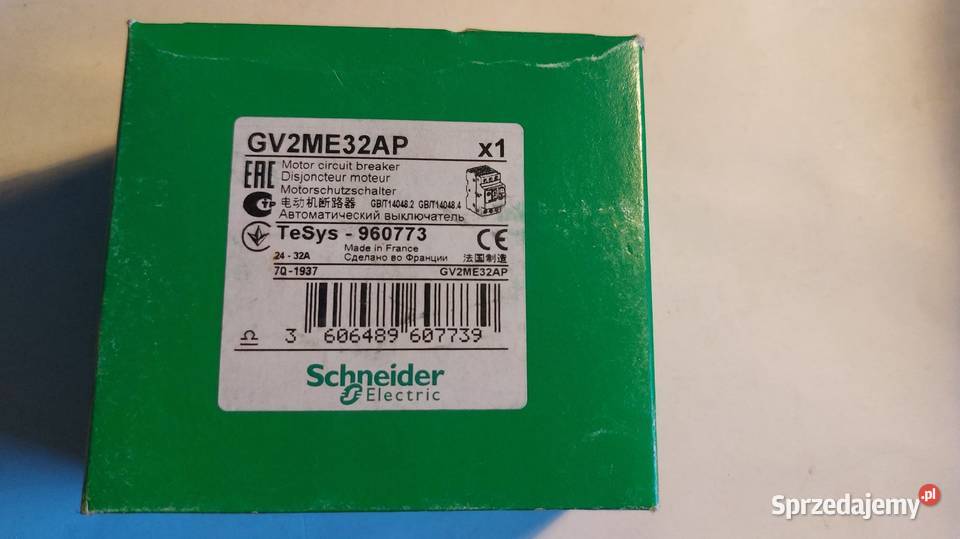 GV2ME32AP x1
EAC Motor circuit breaker
Disjoncteur moteur
Motorschutzschalter
电动机断路器 GB/T14048.2 GB/T14048.4
Автоматический выключатель
TeSys - 960773 CE
Made in France
24 - 32A Сделано во Франции 法国制造
7Q-1937 GV2ME32AP
3 606489 607739
Schneider
Electric
Sprzedajemy.pl